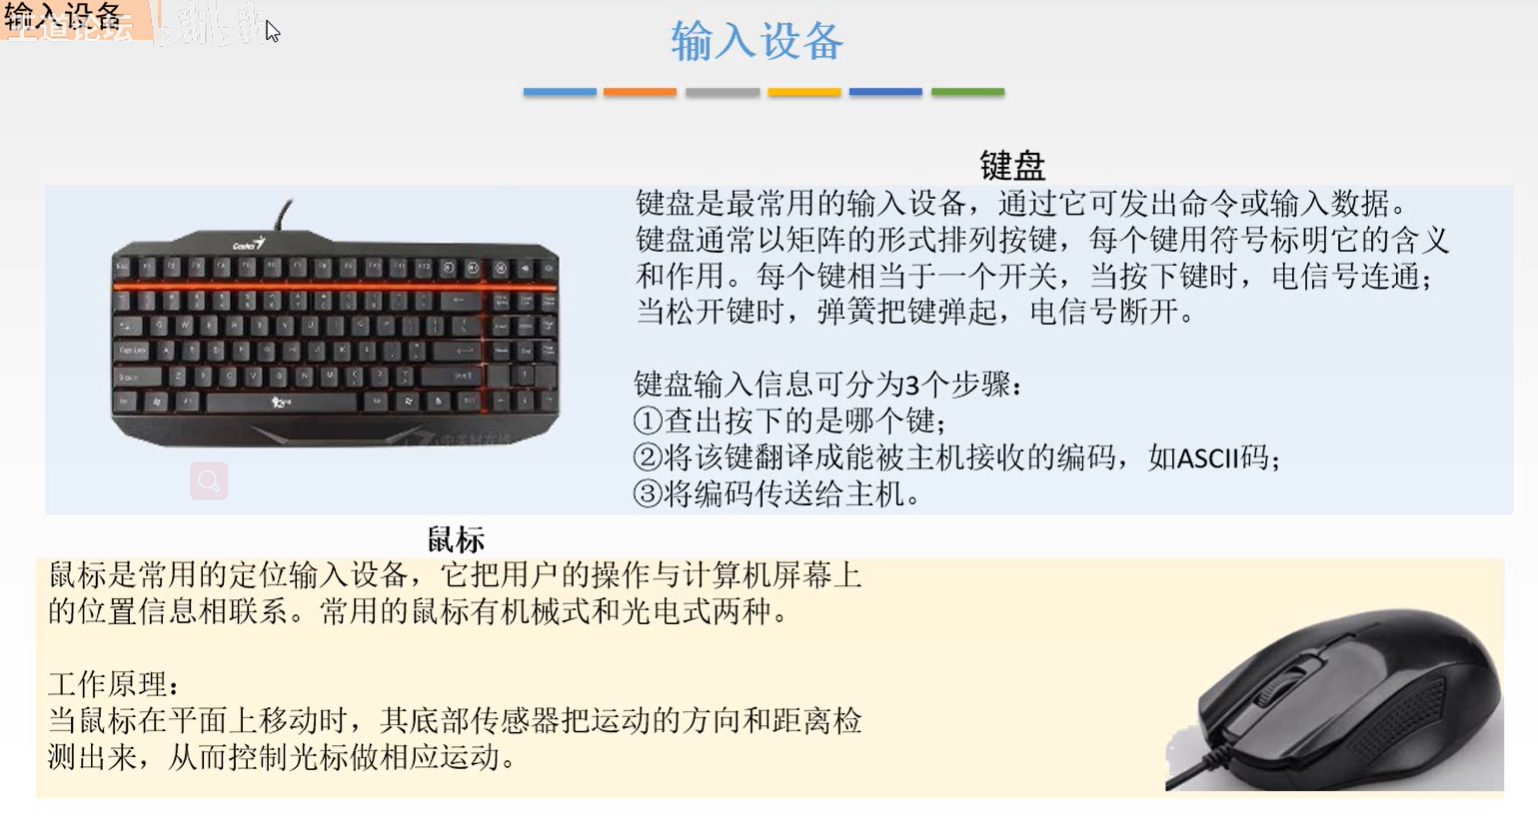 输入设备
王道论坛
bilibili
输入设备
键盘
键盘是最常用的输入设备，通过它可发出命令或输入数据。
键盘通常以矩阵的形式排列按键，每个键用符号标明它的含义
和作用。每个键相当于一个开关，当按下键时，电信号连通；
当松开键时，弹簧把键弹起，电信号断开。
键盘输入信息可分为3个步骤：
①查出按下的是哪个键；
②将该键翻译成能被主机接收的编码，如ASCII码；
③将编码传送给主机。
鼠标
鼠标是常用的定位输入设备，它把用户的操作与计算机屏幕上
的位置信息相联系。常用的鼠标有机械式和光电式两种。
工作原理：
当鼠标在平面上移动时，其底部传感器把运动的方向和距离检
测出来，从而控制光标做相应运动。